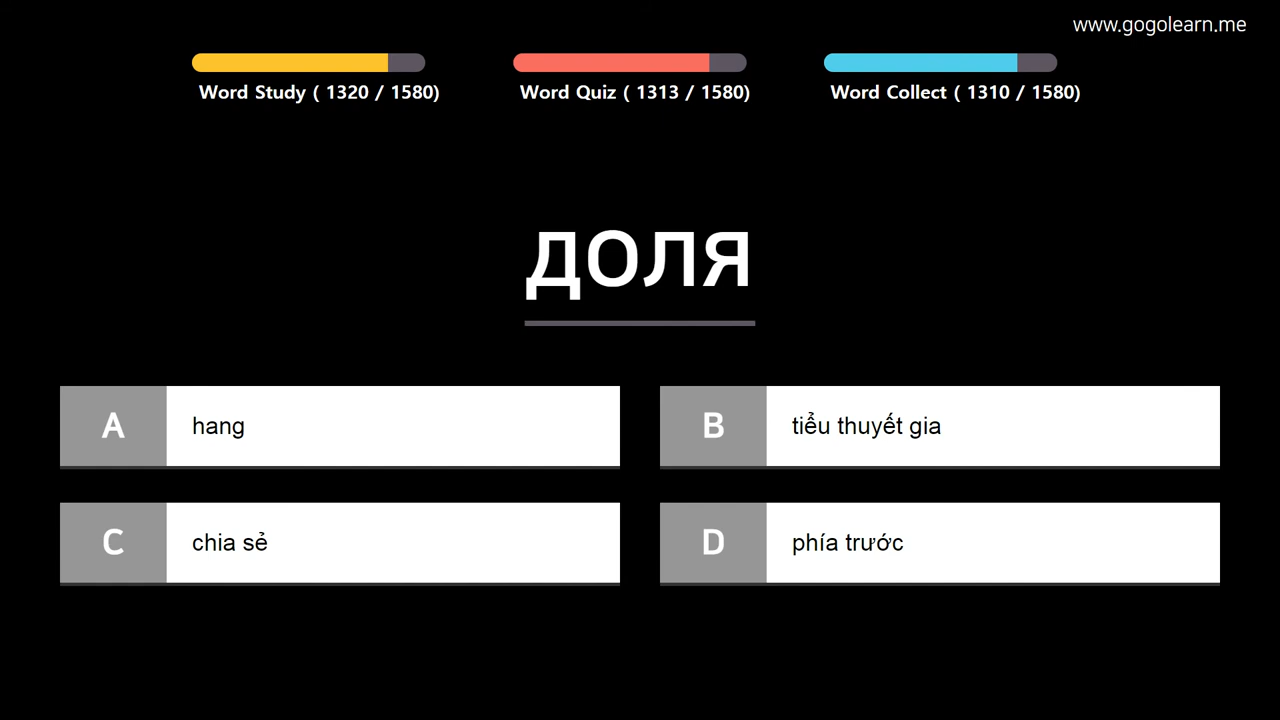 www.gogolearn.me
Word Study ( 1320 / 1580)
Word Quiz ( 1313 / 1580)
Word Collect ( 1310 / 1580)
доля
A hang
B tiểu thuyết gia
C chia sẻ
D phía trước